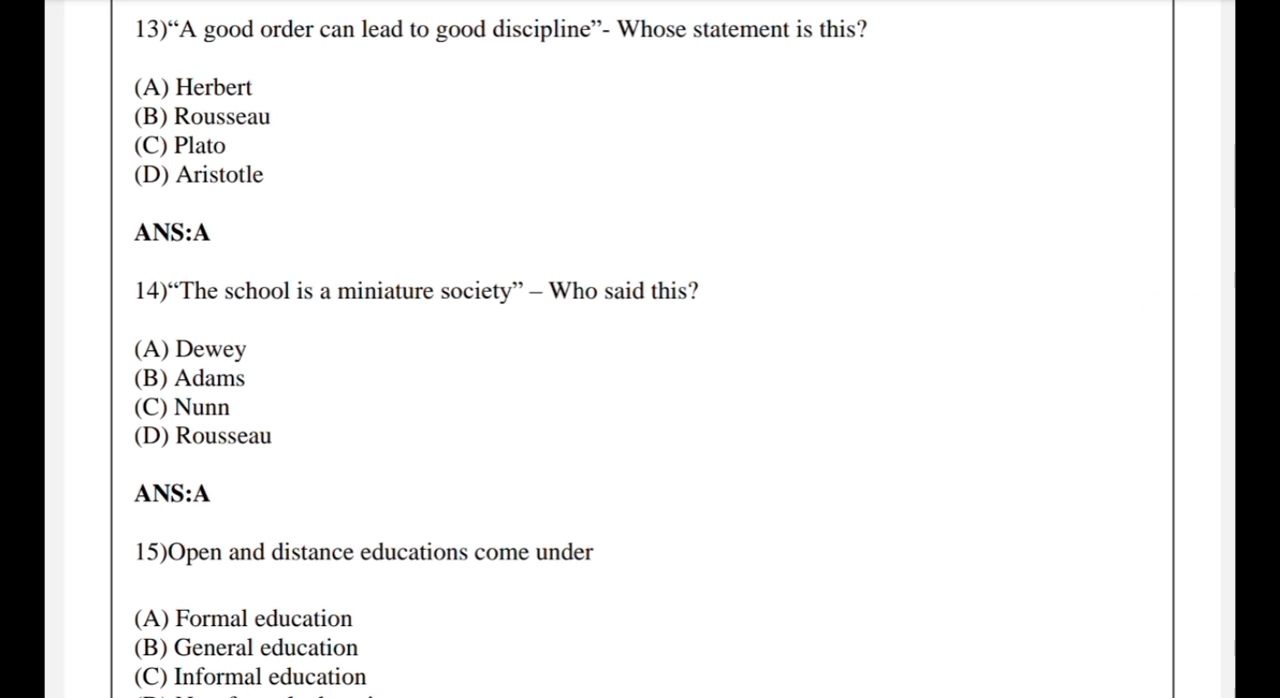 13)“A good order can lead to good discipline”- Whose statement is this?
(A) Herbert
(B) Rousseau
(C) Plato
(D) Aristotle
ANS:A
14)“The school is a miniature society” – Who said this?
(A) Dewey
(B) Adams
(C) Nunn
(D) Rousseau
ANS:A
15)Open and distance educations come under
(A) Formal education
(B) General education
(C) Informal education